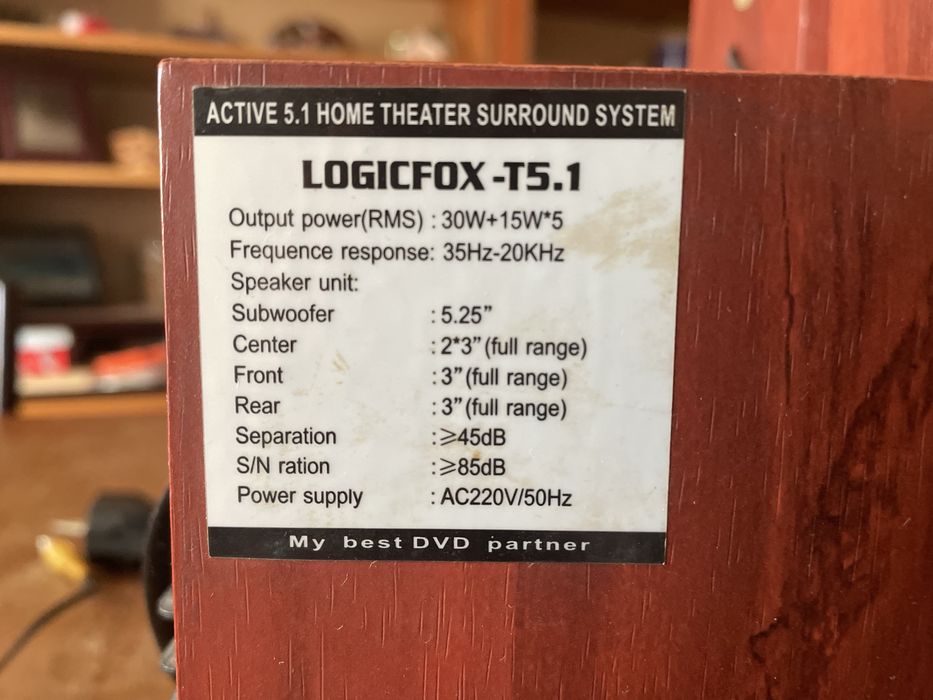 ACTIVE 5.1 HOME THEATER SURROUND SYSTEM
LOGICFOX-T5.1
Output power(RMS) : 30W+15W*5
Frequence response: 35Hz-20KHz
Speaker unit:
Subwoofer : 5.25”
Center : 2*3” (full range)
Front : 3” (full range)
Rear : 3” (full range)
Separation : ≥45dB
S/N ration : ≥85dB
Power supply : AC220V/50Hz
My best DVD partner